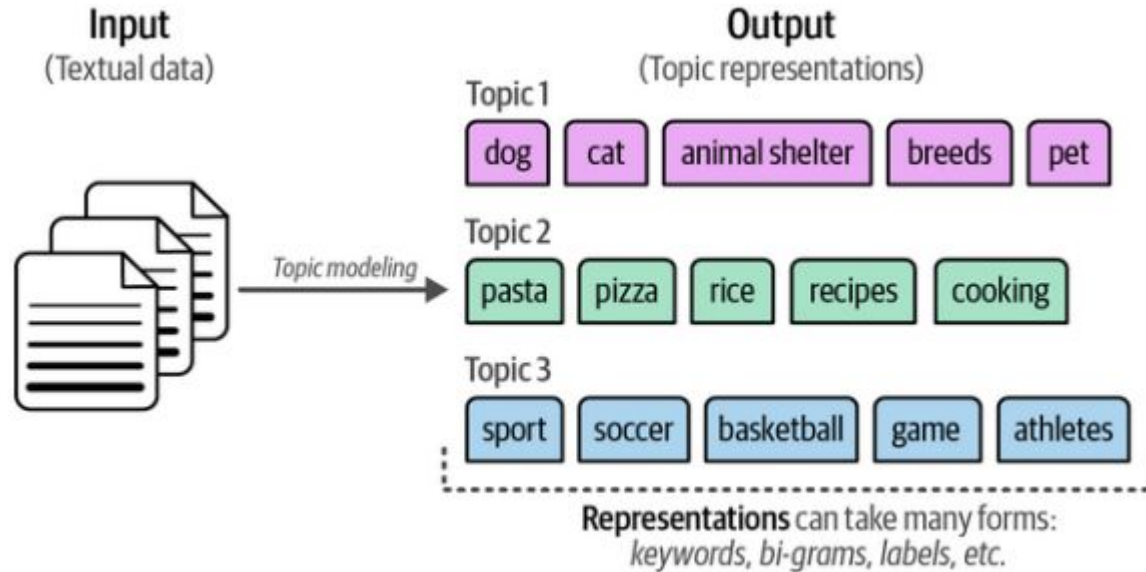 Input
(Textual data)
Output
(Topic representations)
Topic 1
dog cat animal shelter breeds pet
Topic modeling
Topic 2
pasta pizza rice recipes cooking
Topic 3
sport soccer basketball game athletes
Representations can take many forms:
keywords, bi-grams, labels, etc.